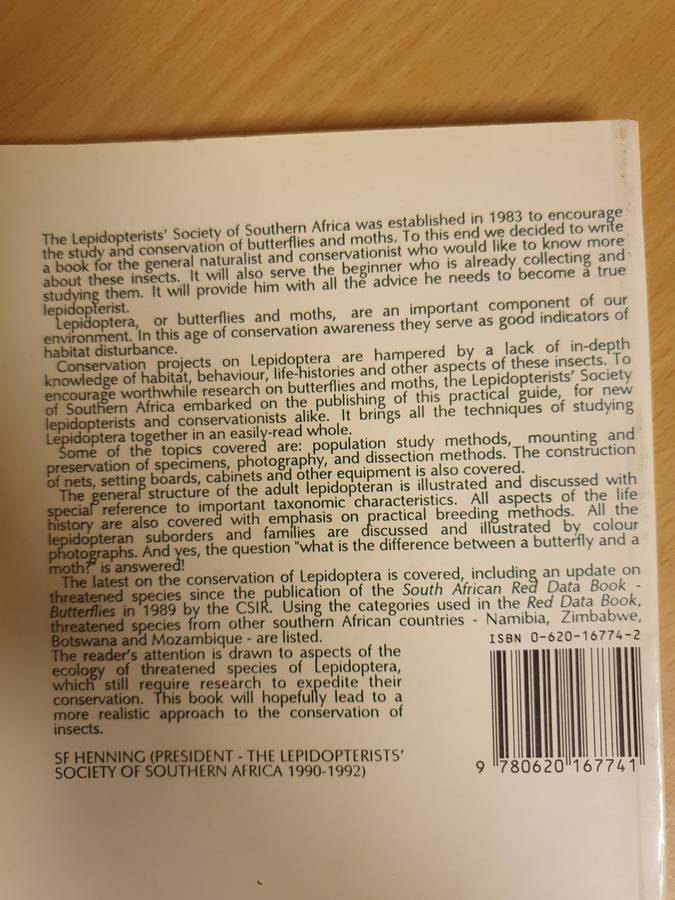 The Lepidopterists' Society of Southern Africa was established in 1983 to encourage
the study and conservation of butterflies and moths. To this end we decided to write
a book for the general naturalist and conservationist who would like to know more
about these insects. It will also serve the beginner who is already collecting and
studying them. It will provide him with all the advice he needs to become a true
lepidopterist.
Lepidoptera, or butterflies and moths, are an important component of our
environment. In this age of conservation awareness they serve as good indicators of
habitat disturbance.
Conservation projects on Lepidoptera are hampered by a lack of in-depth
knowledge of habitat, behaviour, life-histories and other aspects of these insects. To
encourage worthwhile research on butterflies and moths, the Lepidopterists' Society
of Southern Africa embarked on the publishing of this practical guide, for new
lepidopterists and conservationists alike. It brings all the techniques of studying
Lepidoptera together in an easily-read whole.
Some of the topics covered are: population study methods, mounting and
preservation of specimens, photography, and dissection methods. The construction
of nets, setting boards, cabinets and other equipment is also covered.
The general structure of the adult lepidopteran is illustrated and discussed with
special reference to important taxonomic characteristics. All aspects of the life
history are also covered with emphasis on practical breeding methods. All the
lepidopteran suborders and families are discussed and illustrated by colour
photographs. And yes, the question "what is the difference between a butterfly and a
moth?" is answered!
The latest on the conservation of Lepidoptera is covered, including an update on
threatened species since the publication of the South African Red Data Book -
Butterflies in 1989 by the CSIR. Using the categories used in the Red Data Book,
threatened species from other southern African countries - Namibia, Zimbabwe,
Botswana and Mozambique - are listed.
The reader's attention is drawn to aspects of the
ecology of threatened species of Lepidoptera,
which still require research to expedite their
conservation. This book will hopefully lead to a
more realistic approach to the conservation of
insects.
SF HENNING (PRESIDENT - THE LEPIDOPTERISTS'
SOCIETY OF SOUTHERN AFRICA 1990-1992)
ISBN 0-620-16774-2
9 780620 167741